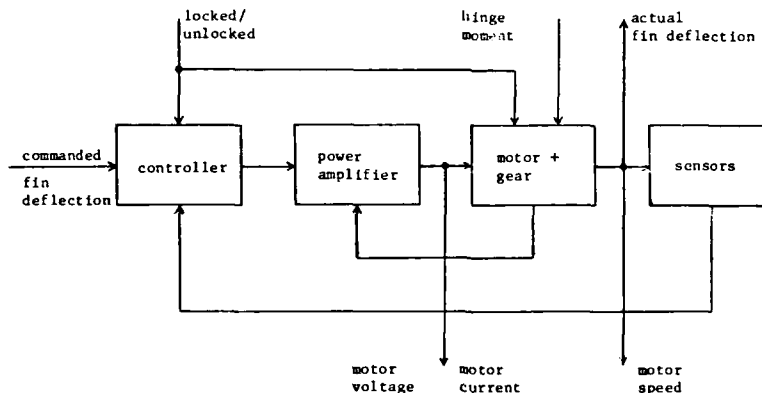 locked/
unlocked
hinge
moment
actual
fin deflection
commanded
fin
deflection
controller
power
amplifier
motor +
gear
sensors
motor
voltage
motor
current
motor
speed